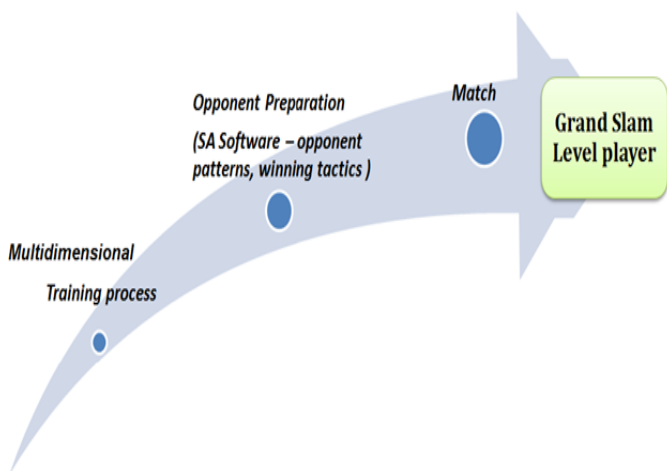 Multidimensional
Training process
Opponent Preparation
(SA Software – opponent
patterns, winning tactics )
Match
Grand Slam
Level player